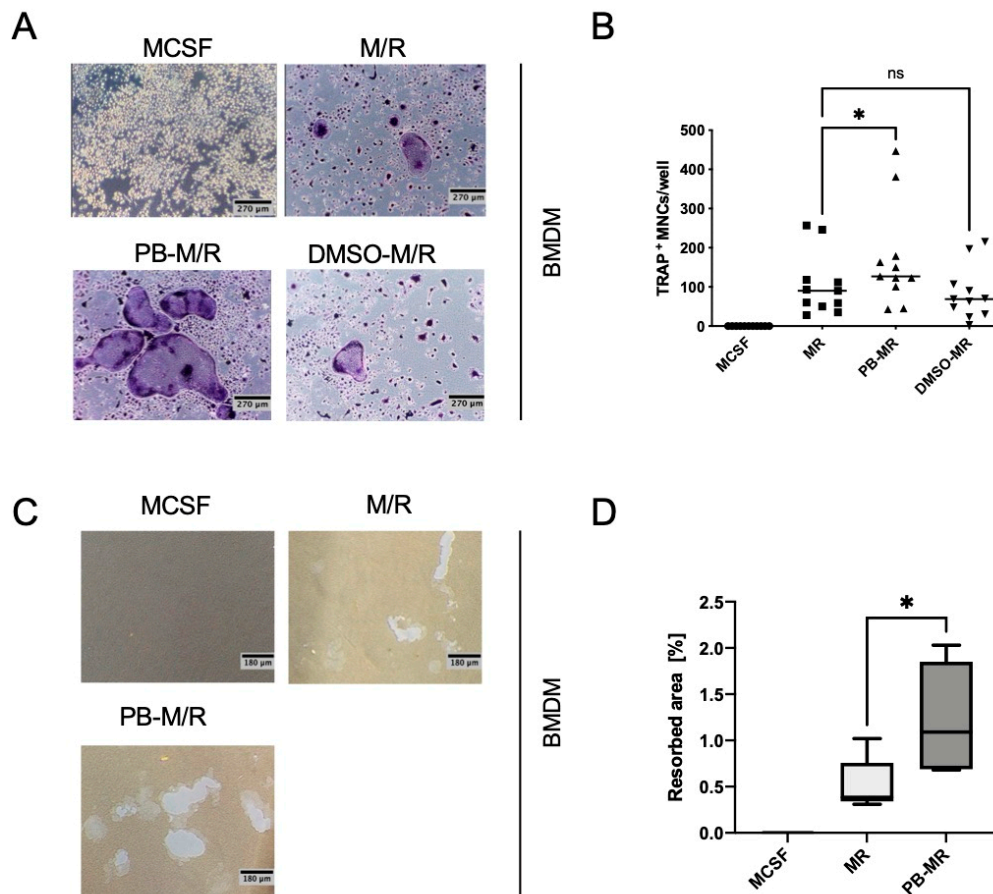 A
MCSF
M/R
270 µm
270 µm
PB-M/R
DMSO-M/R
270 µm
270 µm
BMDM
B
ns
*
TRAP⁺ MNCs/well
500
400
300
200
100
0
MCSF
MR
PB-MR
DMSO-MR
C
MCSF
M/R
180 µm
180 µm
PB-M/R
180 µm
BMDM
D
*
Resorbed area [%]
2.5
2.0
1.5
1.0
0.5
0.0
MCSF
MR
PB-MR